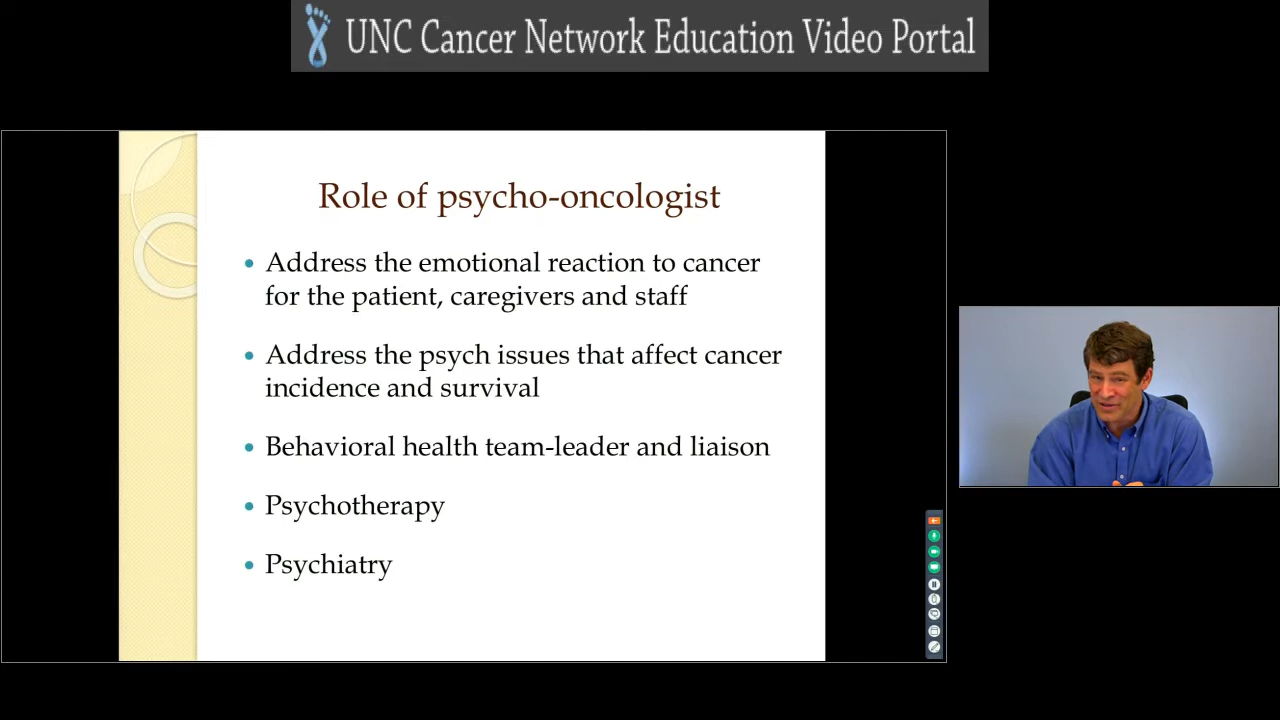 UNC Cancer Network Education Video Portal
Role of psycho-oncologist
• Address the emotional reaction to cancer
for the patient, caregivers and staff
• Address the psych issues that affect cancer
incidence and survival
• Behavioral health team-leader and liaison
• Psychotherapy
• Psychiatry